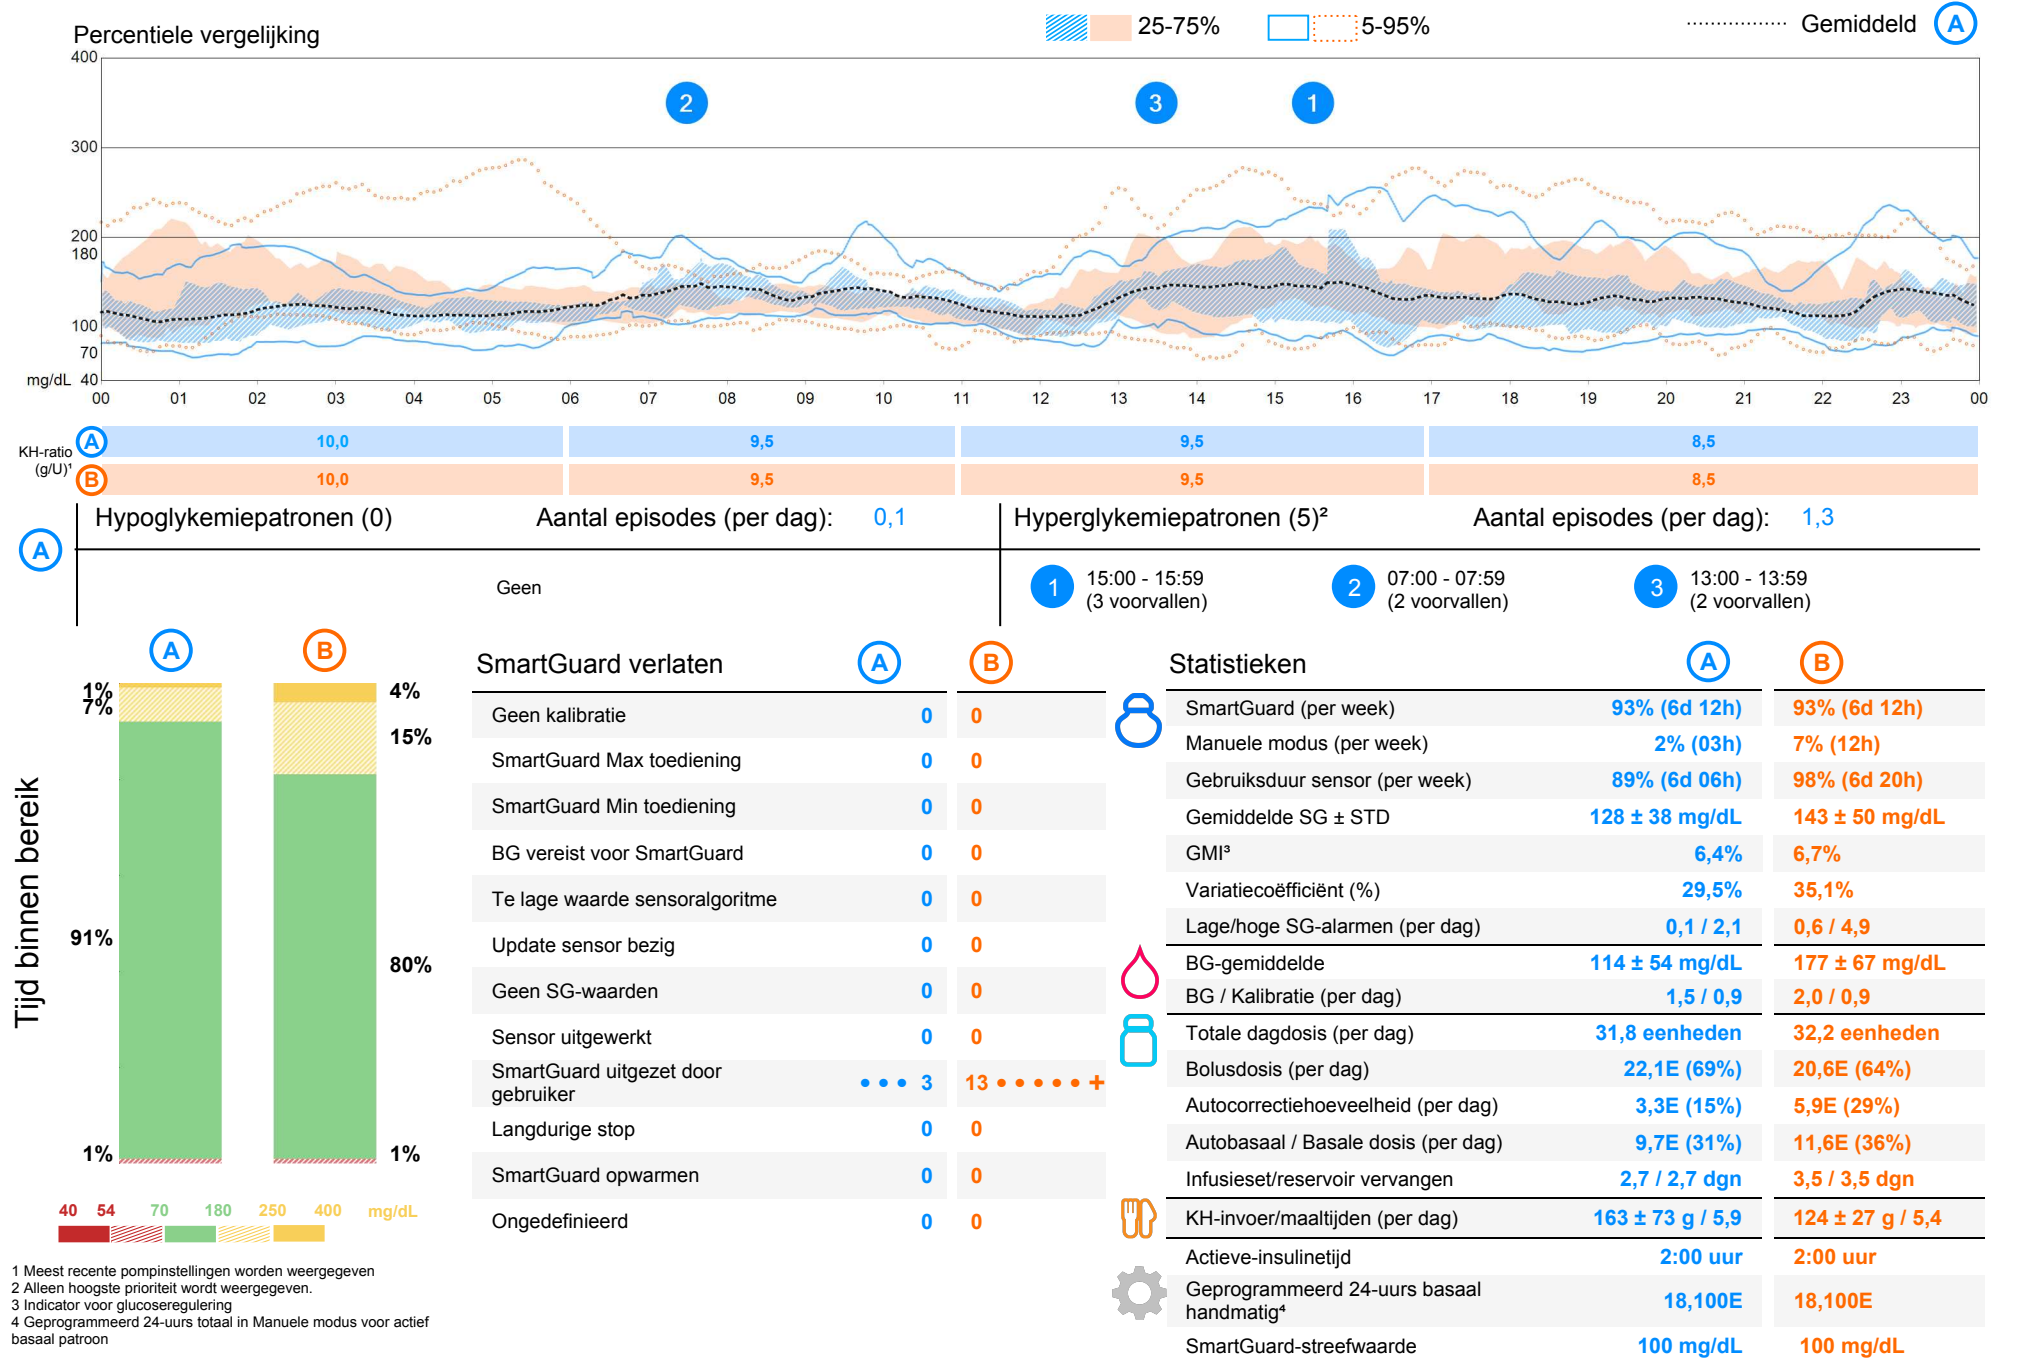 Percentiele vergelijking
25-75%
5-95%
Gemiddeld A
400
300
200
180
100
70
mg/dL 40
2
3
1
00 01 02 03 04 05 06 07 08 09 10 11 12 13 14 15 16 17 18 19 20 21 22 23 00
KH-ratio
(g/U)¹
A 10,0 9,5 9,5 8,5
B 10,0 9,5 9,5 8,5
A
Hypoglykemiepatronen (0) Aantal episodes (per dag): 0,1
Geen
Hyperglykemiepatronen (5)² Aantal episodes (per dag): 1,3
1 15:00 - 15:59
(3 voorvallen)
2 07:00 - 07:59
(2 voorvallen)
3 13:00 - 13:59
(2 voorvallen)
Tijd binnen bereik
A B
1%
7%
91%
1%
4%
15%
80%
1%
40 54 70 180 250 400 mg/dL
1 Meest recente pompinstellingen worden weergegeven
2 Alleen hoogste prioriteit wordt weergegeven.
3 Indicator voor glucoseregulering
4 Geprogrammeerd 24-uurs totaal in Manuele modus voor actief
basaal patroon
SmartGuard verlaten A B
Geen kalibratie 0 0
SmartGuard Max toediening 0 0
SmartGuard Min toediening 0 0
BG vereist voor SmartGuard 0 0
Te lage waarde sensoralgoritme 0 0
Update sensor bezig 0 0
Geen SG-waarden 0 0
Sensor uitgewerkt 0 0
SmartGuard uitgezet door
gebruiker ● ● ● 3 13 ● ● ● ● ● +
Langdurige stop 0 0
SmartGuard opwarmen 0 0
Ongedefinieerd 0 0
Statistieken A B
SmartGuard (per week) 93% (6d 12h) 93% (6d 12h)
Manuele modus (per week) 2% (03h) 7% (12h)
Gebruiksduur sensor (per week) 89% (6d 06h) 98% (6d 20h)
Gemiddelde SG ± STD 128 ± 38 mg/dL 143 ± 50 mg/dL
GMI³ 6,4% 6,7%
Variatiecoëfficiënt (%) 29,5% 35,1%
Lage/hoge SG-alarmen (per dag) 0,1 / 2,1 0,6 / 4,9
BG-gemiddelde 114 ± 54 mg/dL 177 ± 67 mg/dL
BG / Kalibratie (per dag) 1,5 / 0,9 2,0 / 0,9
Totale dagdosis (per dag) 31,8 eenheden 32,2 eenheden
Bolusdosis (per dag) 22,1E (69%) 20,6E (64%)
Autocorrectiehoeveelheid (per dag) 3,3E (15%) 5,9E (29%)
Autobasaal / Basale dosis (per dag) 9,7E (31%) 11,6E (36%)
Infusieset/reservoir vervangen 2,7 / 2,7 dgn 3,5 / 3,5 dgn
KH-invoer/maaltijden (per dag) 163 ± 73 g / 5,9 124 ± 27 g / 5,4
Actieve-insulinetijd 2:00 uur 2:00 uur
Geprogrammeerd 24-uurs basaal
handmatig⁴ 18,100E 18,100E
SmartGuard-streefwaarde 100 mg/dL 100 mg/dL